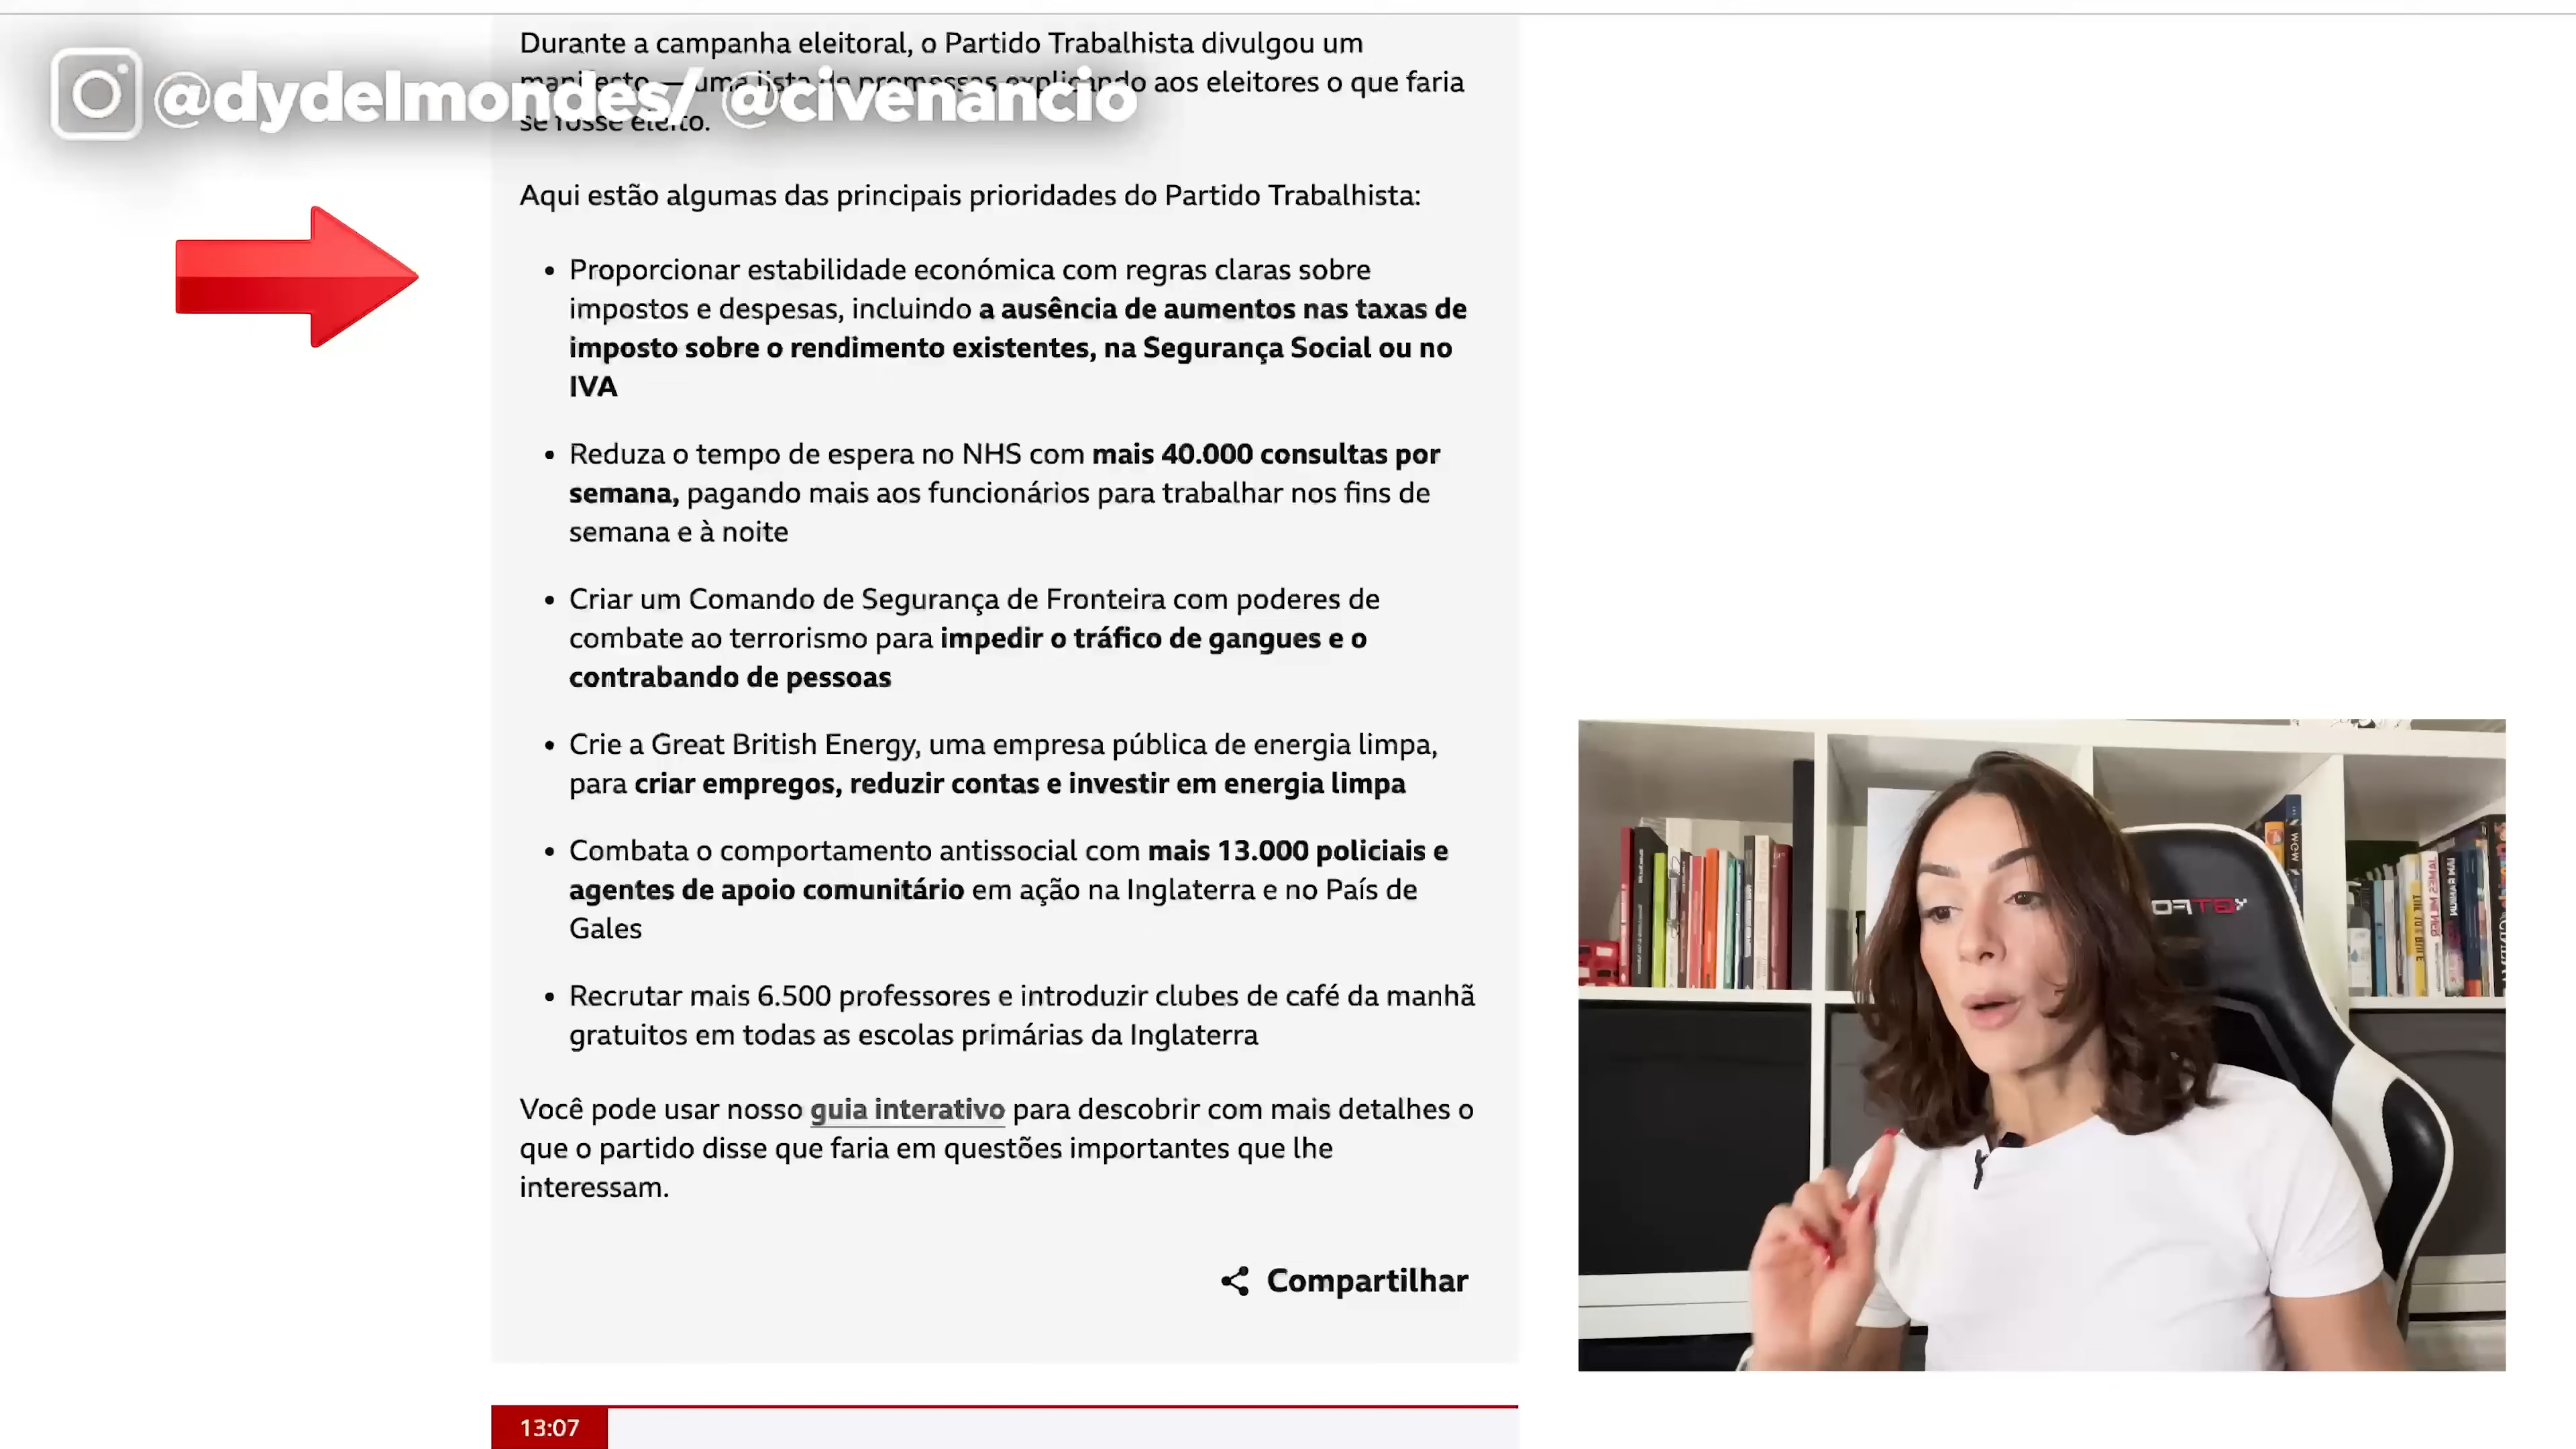 Durante a campanha eleitoral, o Partido Trabalhista divulgou um
manifesto — uma lista de promessas explicando aos eleitores o que faria
se fosse eleito.
@dydelmondes/ @civenancio
Aqui estão algumas das principais prioridades do Partido Trabalhista:
• Proporcionar estabilidade económica com regras claras sobre
impostos e despesas, incluindo a ausência de aumentos nas taxas de
imposto sobre o rendimento existentes, na Segurança Social ou no
IVA
• Reduza o tempo de espera no NHS com mais 40.000 consultas por
semana, pagando mais aos funcionários para trabalhar nos fins de
semana e à noite
• Criar um Comando de Segurança de Fronteira com poderes de
combate ao terrorismo para impedir o tráfico de gangues e o
contrabando de pessoas
• Crie a Great British Energy, uma empresa pública de energia limpa,
para criar empregos, reduzir contas e investir em energia limpa
• Combata o comportamento antissocial com mais 13.000 policiais e
agentes de apoio comunitário em ação na Inglaterra e no País de
Gales
• Recrutar mais 6.500 professores e introduzir clubes de café da manhã
gratuitos em todas as escolas primárias da Inglaterra
Você pode usar nosso guia interativo para descobrir com mais detalhes o
que o partido disse que faria em questões importantes que lhe
interessam.
Compartilhar
13:07